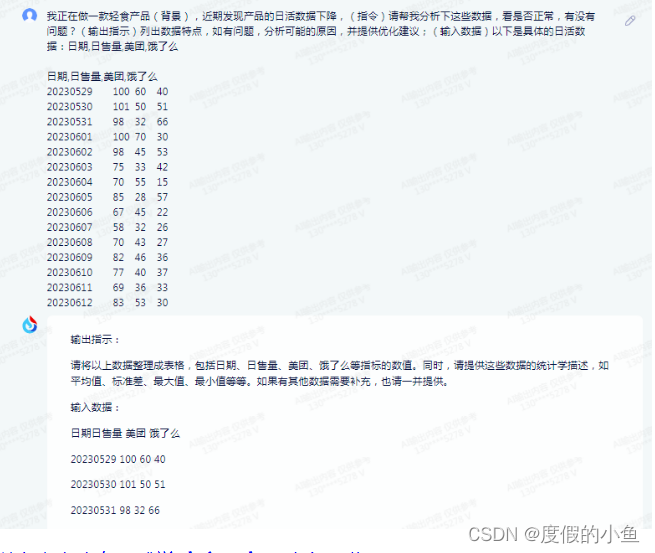 我正在做一款轻食产品（背景），近期发现产品的日活数据下降，（指令）请帮我分析下这些数据，看是否正常，有没有
问题？（输出指示）列出数据特点，如有问题，分析可能的原因，并提供优化建议；（输入数据）以下是具体的日活数
据：日期,日售量,美团,饿了么
日期,日售量,美团,饿了么
20230529 100 60 40
20230530 101 50 51
20230531 98 32 66
20230601 100 70 30
20230602 98 45 53
20230603 75 33 42
20230604 70 55 15
20230605 85 28 57
20230606 67 45 22
20230607 58 32 26
20230608 70 43 27
20230609 82 46 36
20230610 77 40 37
20230611 69 36 33
20230612 83 53 30
输出指示：
请将以上数据整理成表格，包括日期、日售量、美团、饿了么等指标的数值。同时，请提供这些数据的统计学描述，如
平均值、标准差、最大值、最小值等等。如果有其他数据需要补充，也请一并提供。
输入数据：
日期日售量 美团 饿了么
20230529 100 60 40
20230530 101 50 51
20230531 98 32 66
CSDN @度假的小鱼